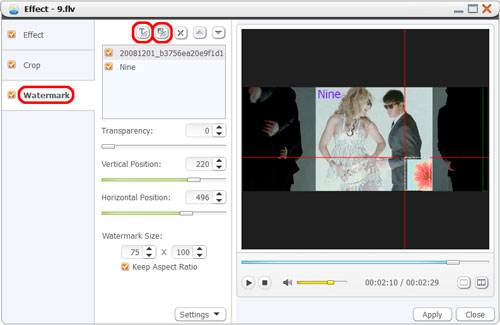 Effect - 9.flv
Effect
Crop
Watermark
20081201_b3756ea20e9f1d1
Nine
Transparency: 0
Vertical Position: 220
Horizontal Position: 496
Watermark Size:
75 X 100
Keep Aspect Ratio
Settings
Nine
00:02:10 / 00:02:29
Apply
Close